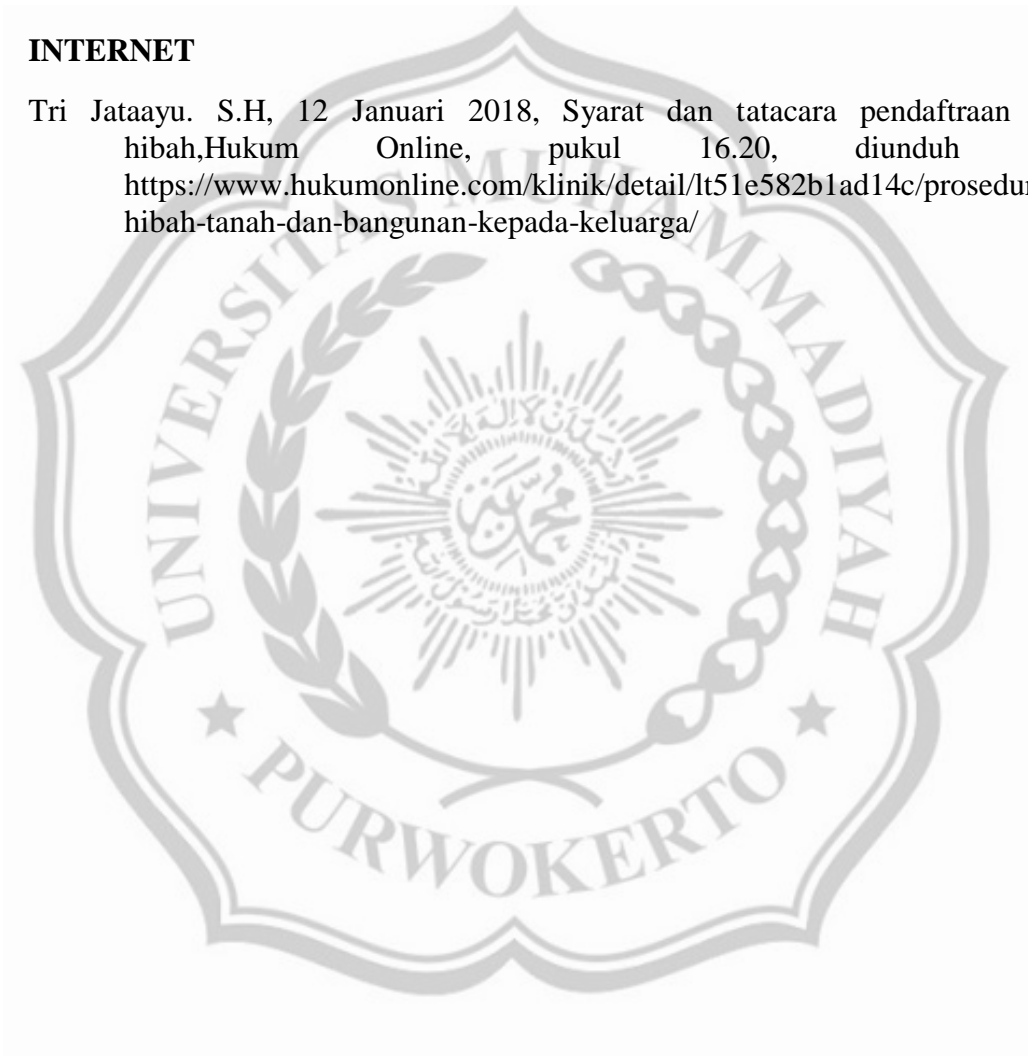 INTERNET
Tri Jataayu. S.H, 12 Januari 2018, Syarat dan tatacara pendaftraan
hibah,Hukum Online, pukul 16.20, diunduh
https://www.hukumonline.com/klinik/detail/lt51e582b1ad14c/prosedur
hibah-tanah-dan-bangunan-kepada-keluarga/
UNIVERSITAS MUHAMMADIYAH
PURWOKERTO